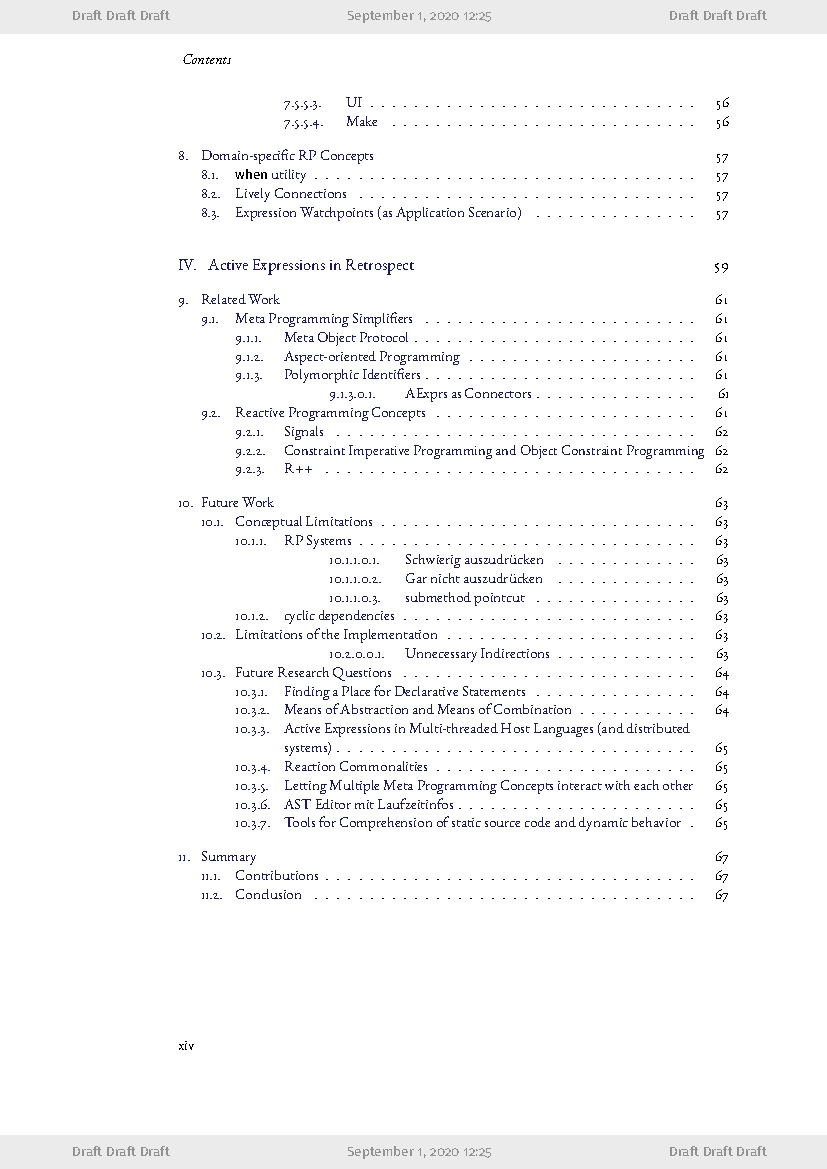 Draft Draft Draft September 1, 2020 12:25 Draft Draft Draft
Contents
7.5.5.3. UI . . . . . . . . . . . . . . . . . . . . . . . . . . . . . . 56
7.5.5.4. Make . . . . . . . . . . . . . . . . . . . . . . . . . . . . 56
8. Domain-specific RP Concepts 57
8.1. when utility . . . . . . . . . . . . . . . . . . . . . . . . . . . . . . . . . . . 57
8.2. Lively Connections . . . . . . . . . . . . . . . . . . . . . . . . . . . . . . . 57
8.3. Expression Watchpoints (as Application Scenario) . . . . . . . . . . . . . . . 57
IV. Active Expressions in Retrospect 59
9. Related Work 61
9.1. Meta Programming Simplifiers . . . . . . . . . . . . . . . . . . . . . . . . . 61
9.1.1. Meta Object Protocol . . . . . . . . . . . . . . . . . . . . . . . . . . 61
9.1.2. Aspect-oriented Programming . . . . . . . . . . . . . . . . . . . . . 61
9.1.3. Polymorphic Identifiers . . . . . . . . . . . . . . . . . . . . . . . . . 61
9.1.3.0.1. AExprs as Connectors . . . . . . . . . . . . . . . 61
9.2. Reactive Programming Concepts . . . . . . . . . . . . . . . . . . . . . . . . 61
9.2.1. Signals . . . . . . . . . . . . . . . . . . . . . . . . . . . . . . . . . 62
9.2.2. Constraint Imperative Programming and Object Constraint Programming 62
9.2.3. R++ . . . . . . . . . . . . . . . . . . . . . . . . . . . . . . . . . . 62
10. Future Work 63
10.1. Conceptual Limitations . . . . . . . . . . . . . . . . . . . . . . . . . . . . . 63
10.1.1. RP Systems . . . . . . . . . . . . . . . . . . . . . . . . . . . . . . . 63
10.1.1.0.1. Schwierig auszudrücken . . . . . . . . . . . . . 63
10.1.1.0.2. Gar nicht auszudrücken . . . . . . . . . . . . . 63
10.1.1.0.3. submethod pointcut . . . . . . . . . . . . . . . 63
10.1.2. cyclic dependencies . . . . . . . . . . . . . . . . . . . . . . . . . . . 63
10.2. Limitations of the Implementation . . . . . . . . . . . . . . . . . . . . . . . 63
10.2.0.0.1. Unnecessary Indirections . . . . . . . . . . . . . 63
10.3. Future Research Questions . . . . . . . . . . . . . . . . . . . . . . . . . . . 64
10.3.1. Finding a Place for Declarative Statements . . . . . . . . . . . . . . . 64
10.3.2. Means of Abstraction and Means of Combination . . . . . . . . . . . 64
10.3.3. Active Expressions in Multi-threaded Host Languages (and distributed
systems) . . . . . . . . . . . . . . . . . . . . . . . . . . . . . . . . . 65
10.3.4. Reaction Commonalities . . . . . . . . . . . . . . . . . . . . . . . . 65
10.3.5. Letting Multiple Meta Programming Concepts interact with each other 65
10.3.6. AST Editor mit Laufzeitinfos . . . . . . . . . . . . . . . . . . . . . . 65
10.3.7. Tools for Comprehension of static source code and dynamic behavior . 65
11. Summary 67
11.1. Contributions . . . . . . . . . . . . . . . . . . . . . . . . . . . . . . . . . . 67
11.2. Conclusion . . . . . . . . . . . . . . . . . . . . . . . . . . . . . . . . . . . 67
xiv
Draft Draft Draft September 1, 2020 12:25 Draft Draft Draft